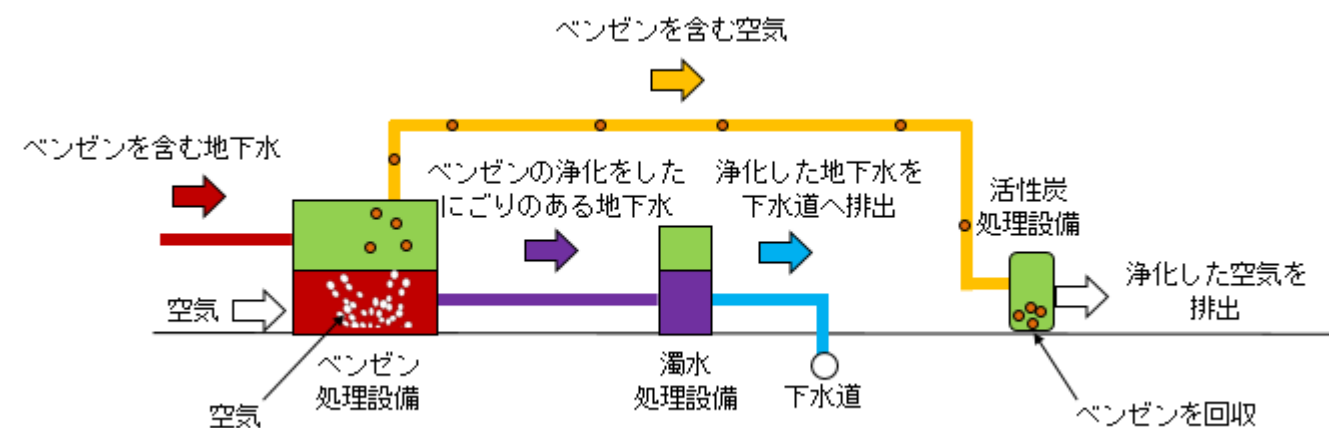 ベンゼンを含む空気
ベンゼンを含む地下水
ベンゼンの浄化をした
にごりのある地下水
浄化した地下水を
下水道へ排出
活性炭
処理設備
浄化した空気を
排出
空気
ベンゼン
処理設備
濁水
処理設備
下水道
空気
ベンゼンを回収